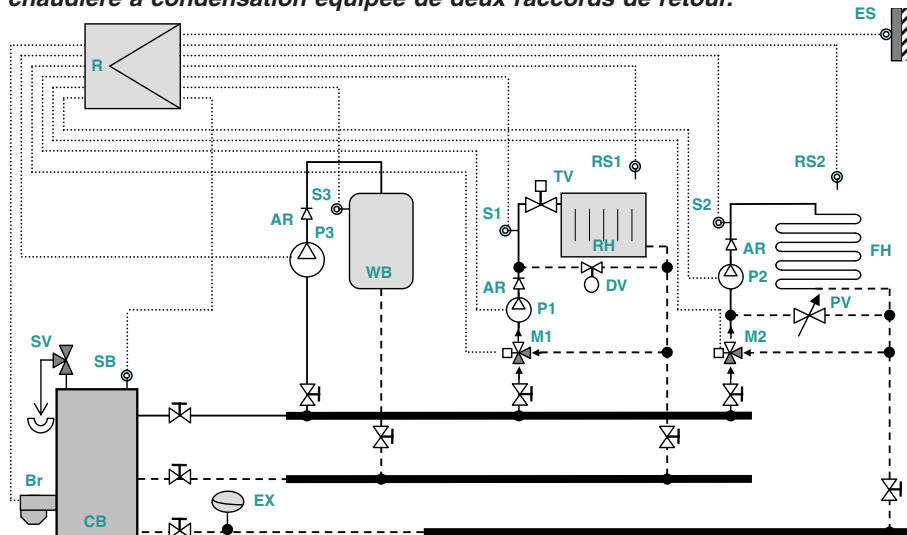 chaudière à condensation équipée de deux raccords de retour.
ES
R
RS1
RS2
TV
S3
S1
S2
AR
P3
WB
RH
AR
FH
AR
DV
P2
P1
PV
M1
M2
SV
SB
Br
EX
CB